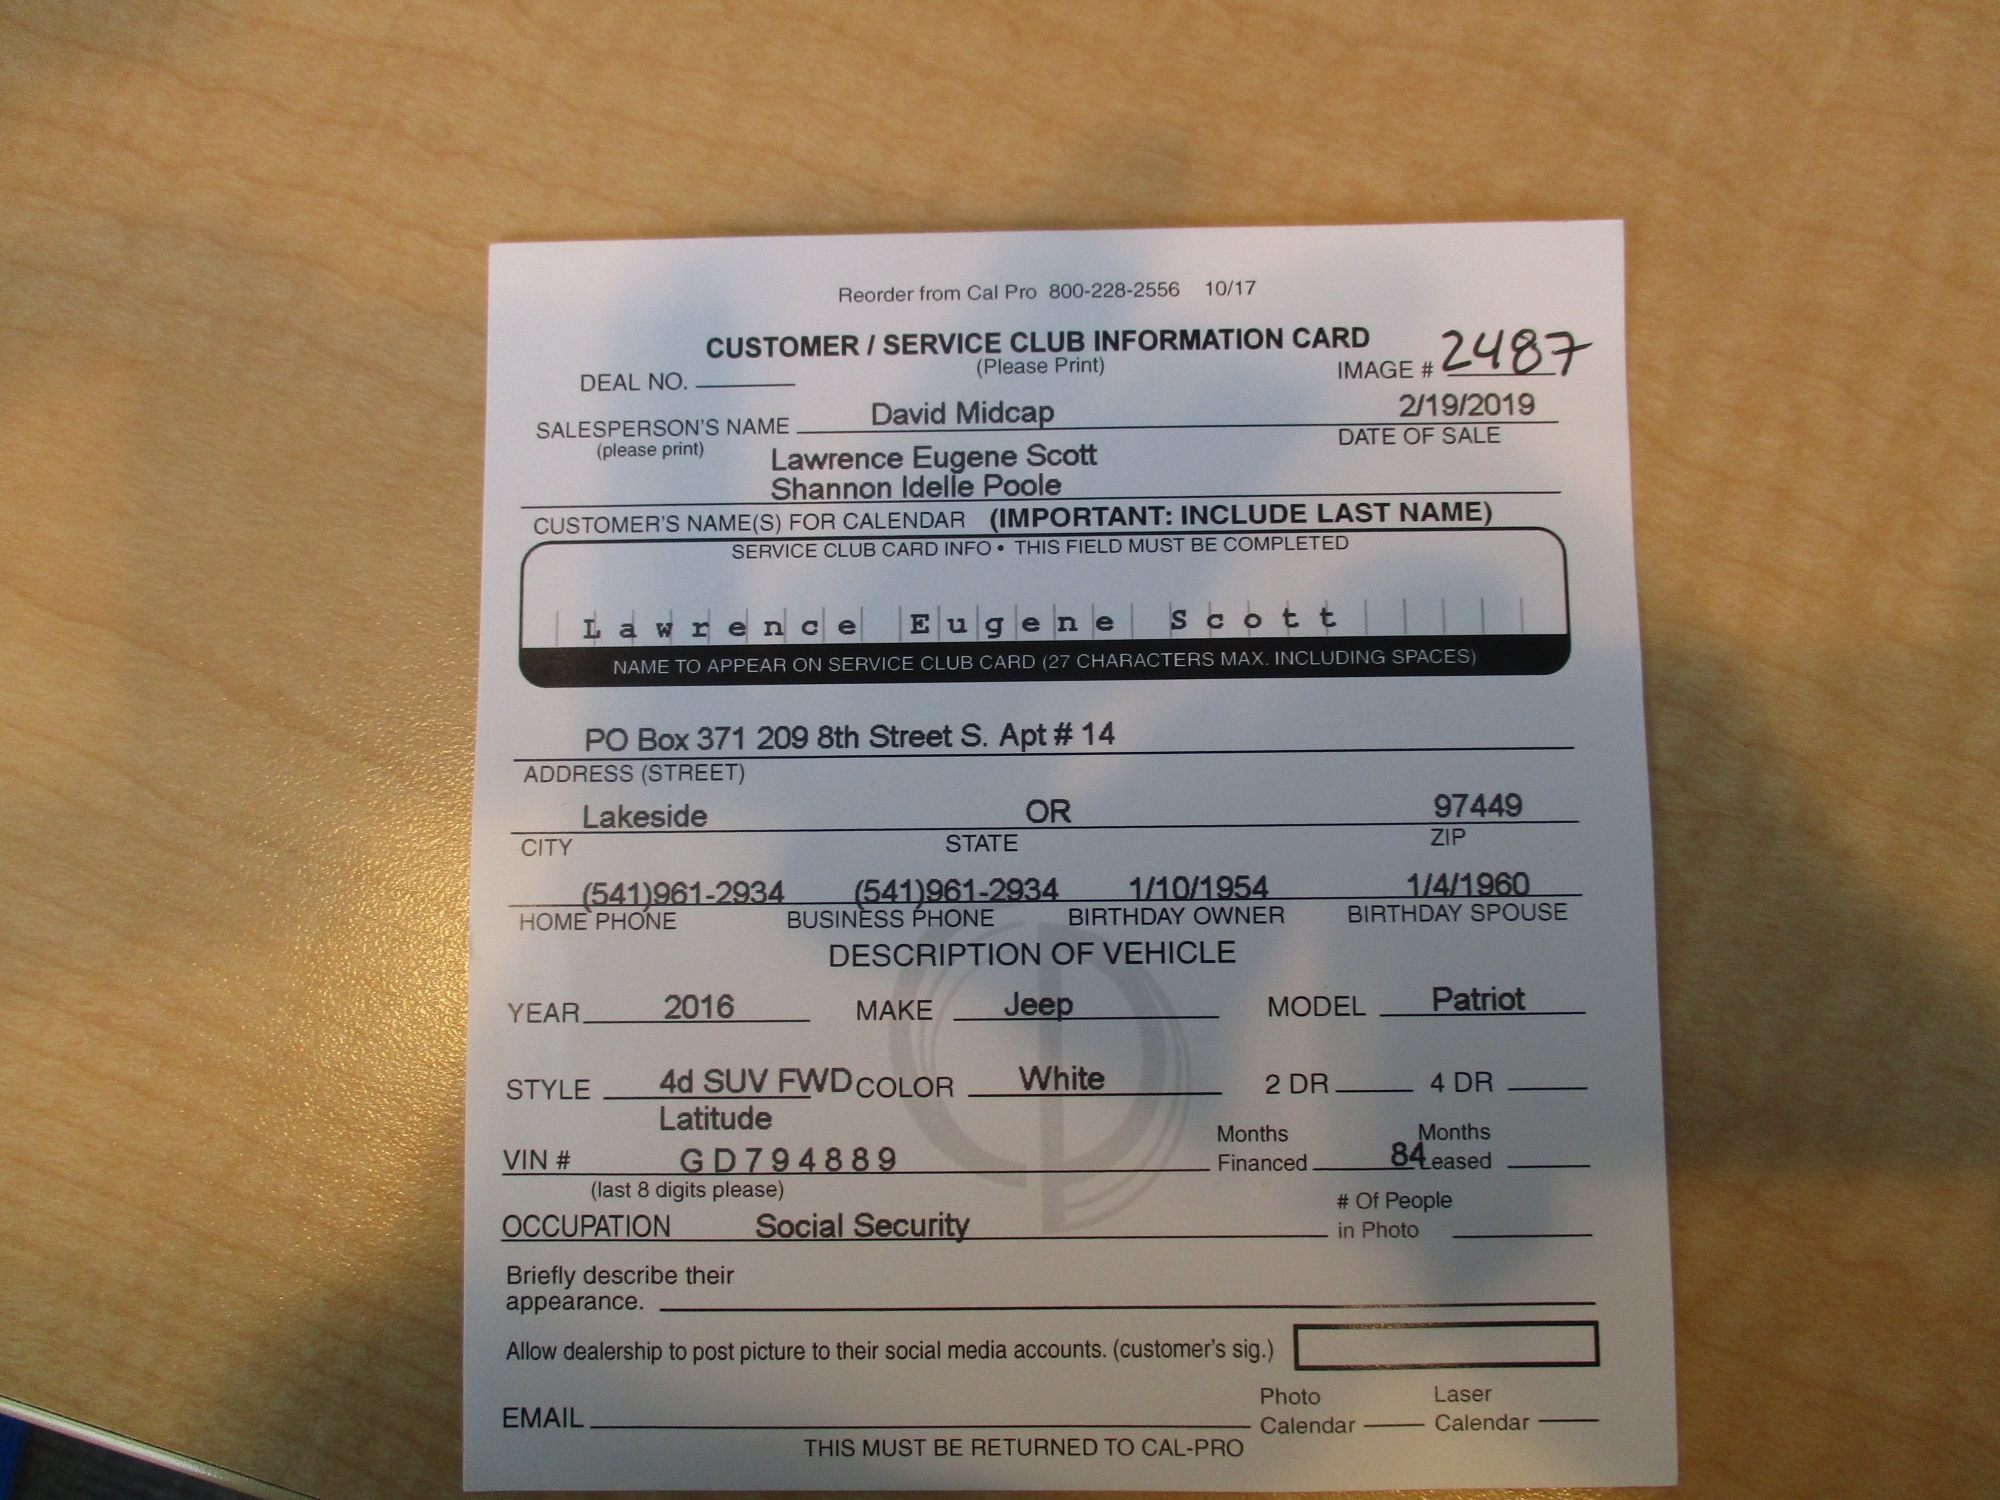 Reorder from Cal Pro 800-228-2556 10/17
CUSTOMER / SERVICE CLUB INFORMATION CARD
(Please Print)
DEAL NO. IMAGE # 2487
SALESPERSON'S NAME David Midcap 2/19/2019
(please print) DATE OF SALE
Lawrence Eugene Scott
Shannon Idelle Poole
CUSTOMER'S NAME(S) FOR CALENDAR (IMPORTANT: INCLUDE LAST NAME)
SERVICE CLUB CARD INFO • THIS FIELD MUST BE COMPLETED
Lawrence Eugene Scott
NAME TO APPEAR ON SERVICE CLUB CARD (27 CHARACTERS MAX. INCLUDING SPACES)
PO Box 371 209 8th Street S. Apt # 14
ADDRESS (STREET)
Lakeside OR 97449
CITY STATE ZIP
(541)961-2934 (541)961-2934 1/10/1954 1/4/1960
HOME PHONE BUSINESS PHONE BIRTHDAY OWNER BIRTHDAY SPOUSE
DESCRIPTION OF VEHICLE
YEAR 2016 MAKE Jeep MODEL Patriot
STYLE 4d SUV FWD COLOR White 2 DR 4 DR
Latitude
Months Months
VIN # GD794889 Financed 84 Leased
(last 8 digits please)
# Of People
OCCUPATION Social Security in Photo
Briefly describe their
appearance.
Allow dealership to post picture to their social media accounts. (customer's sig.)
Photo Laser
EMAIL Calendar Calendar
THIS MUST BE RETURNED TO CAL-PRO